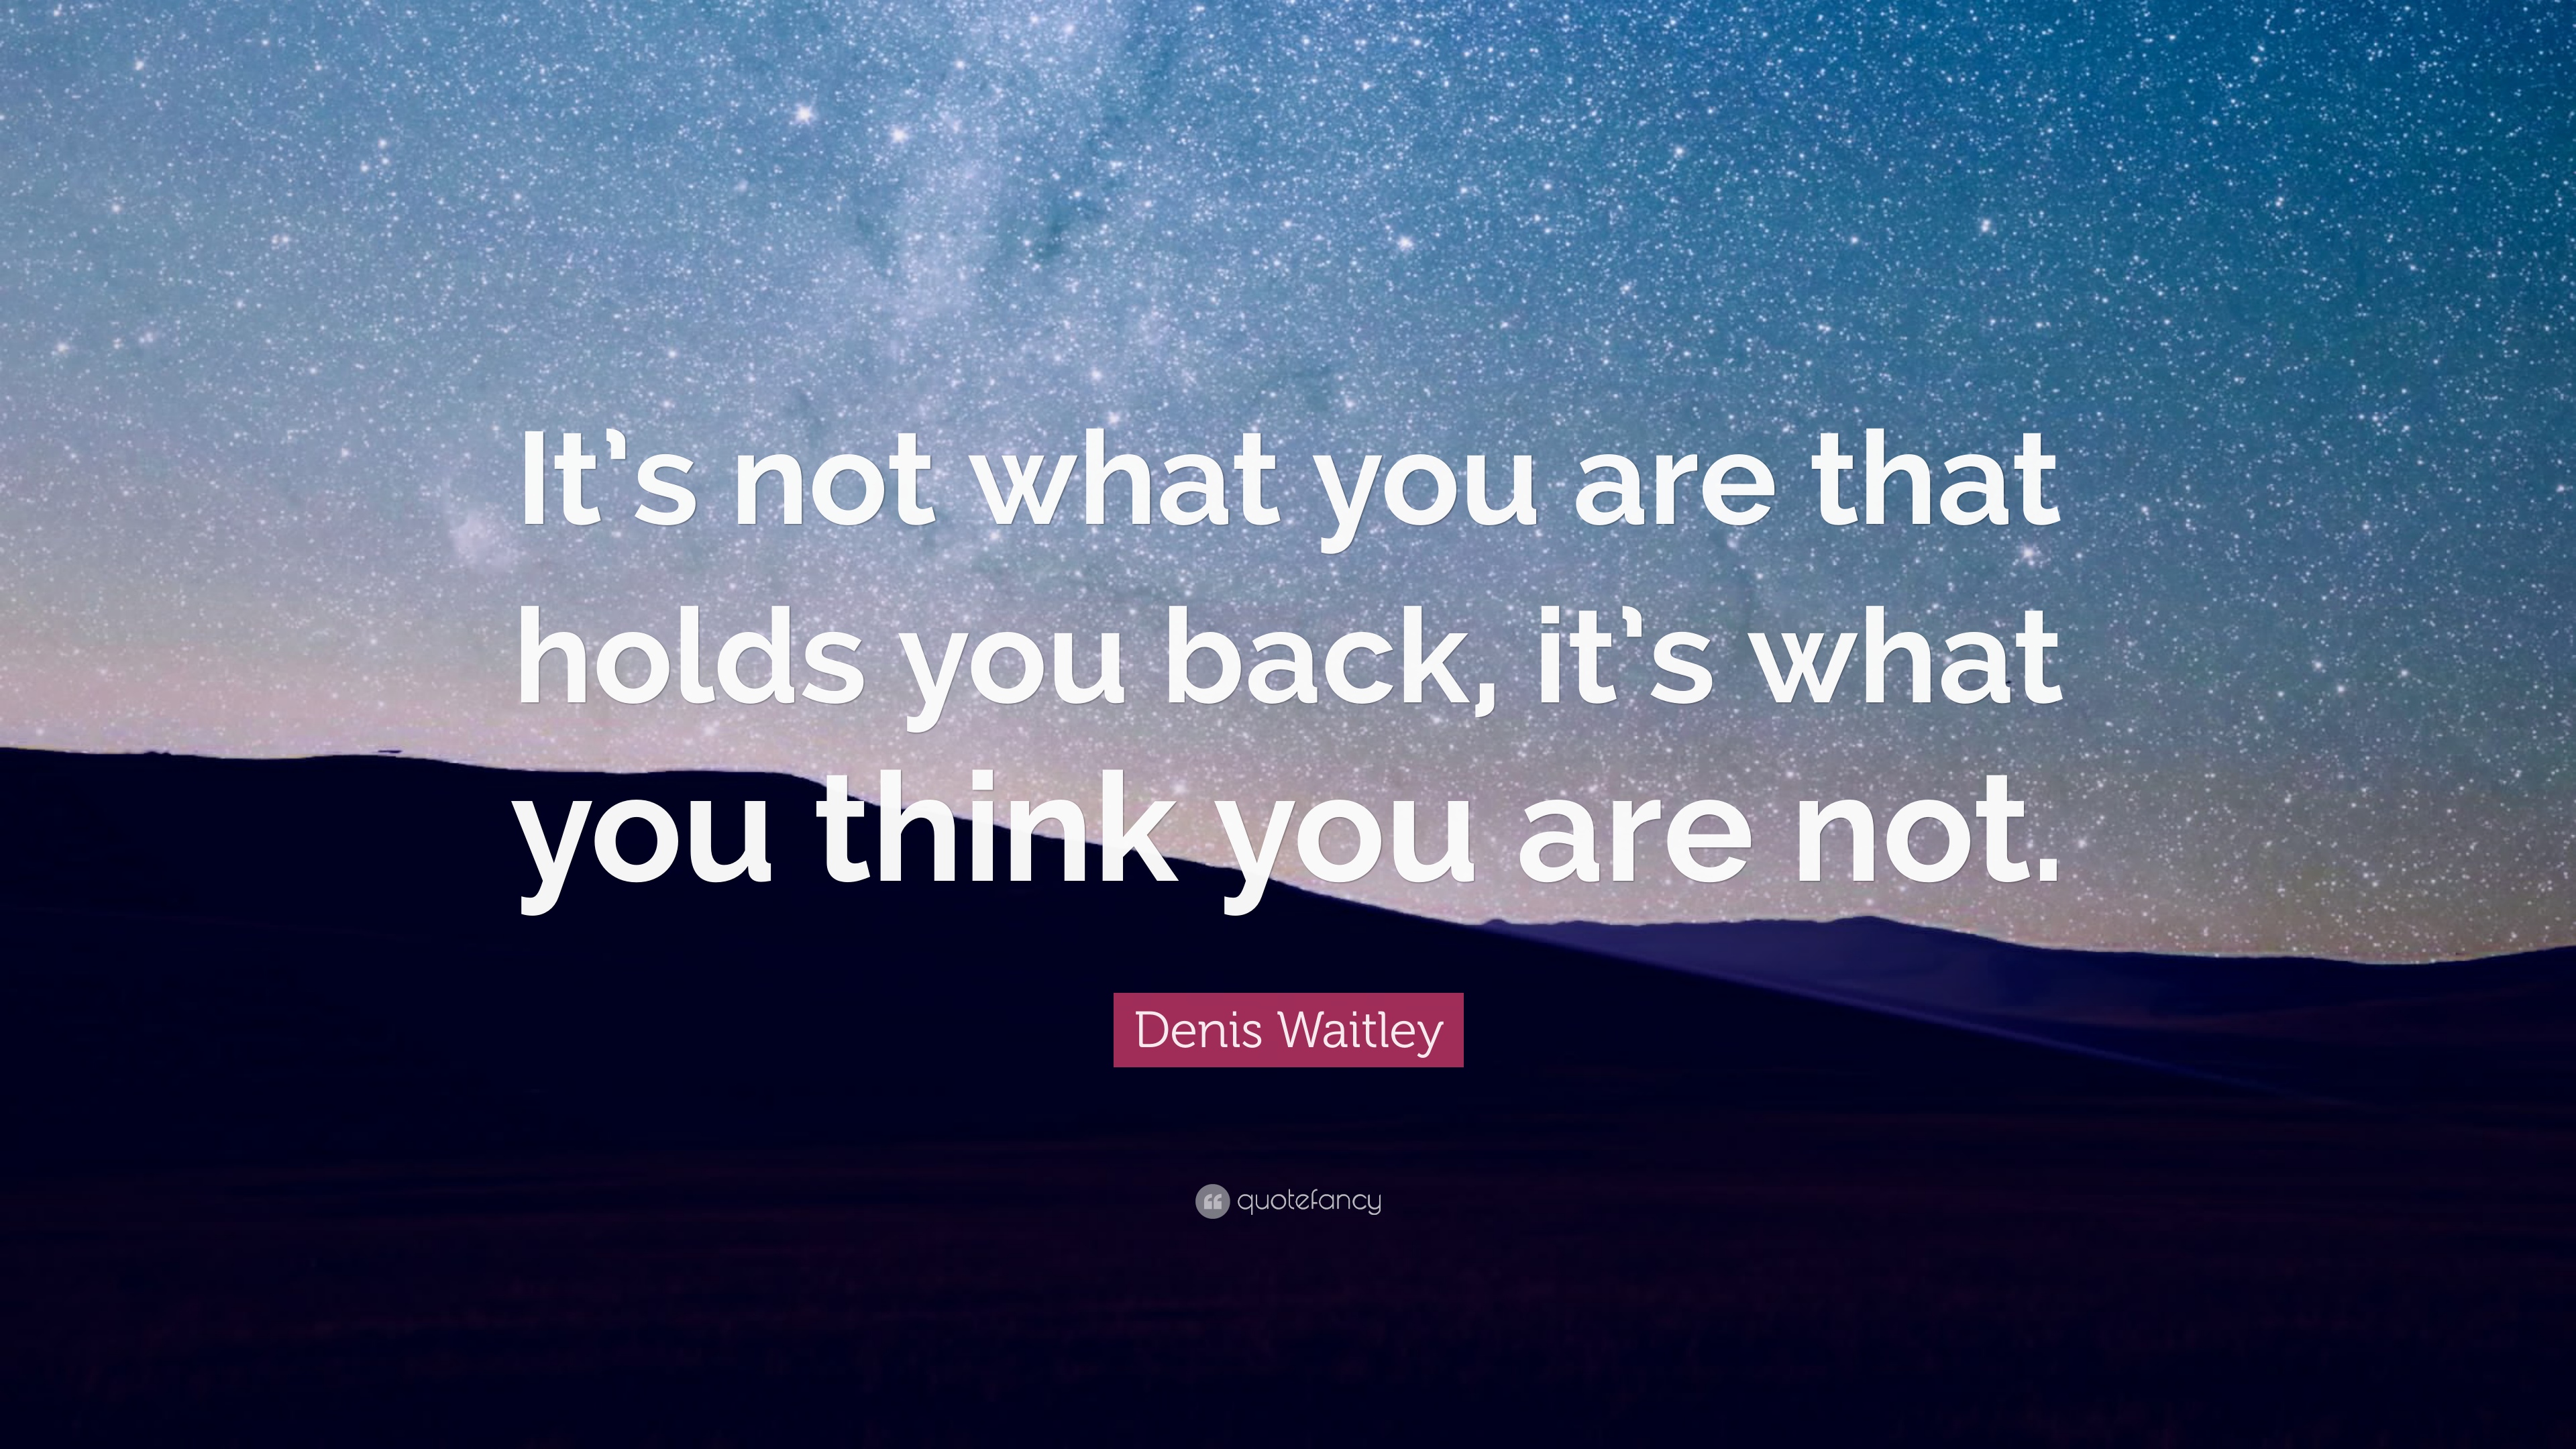 It’s not what you are that
holds you back, it’s what
you think you are not.
Denis Waitley
quotefancy